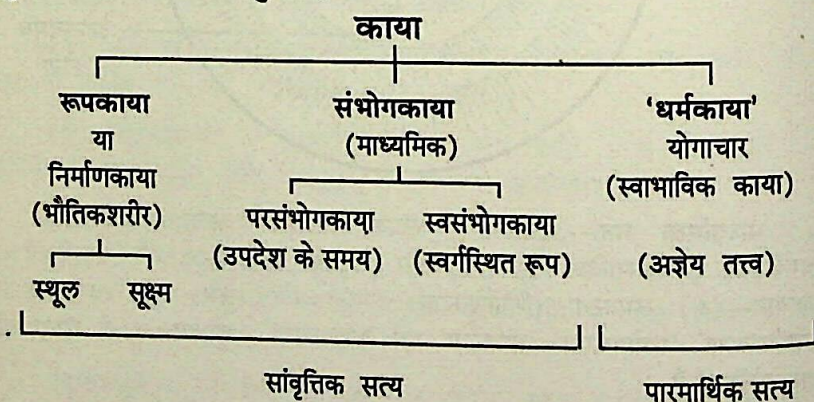 काया
रूपकाया
या
निर्माणकाया
(भौतिकशरीर)
स्थूल सूक्ष्म
संभोगकाया
(माध्यमिक)
परसंभोगकाया स्वसंभोगकाया
(उपदेश के समय) (स्वर्गस्थित रूप)
‘धर्मकाया’
योगाचार
(स्वाभाविक काया)
(अज्ञेय तत्त्व)
सांवृत्तिक सत्य
पारमार्थिक सत्य